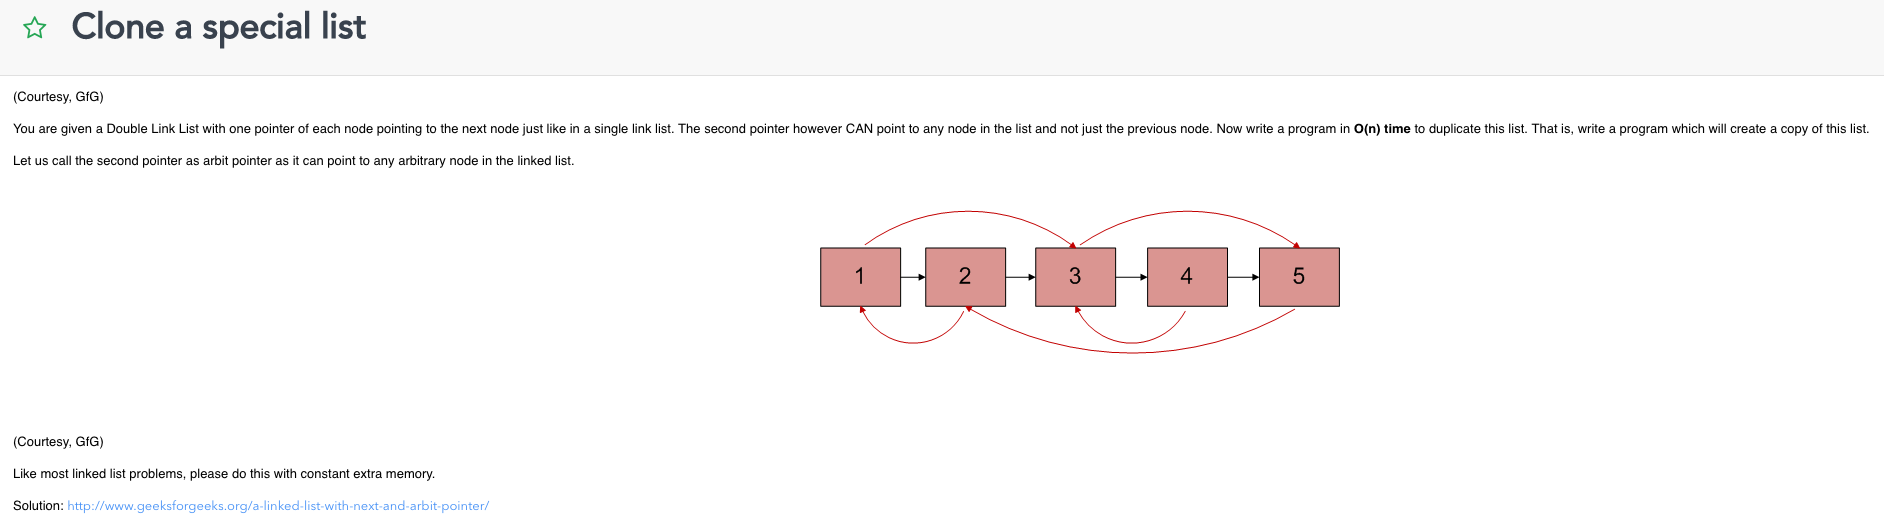 Clone a special list
(Courtesy, GfG)
You are given a Double Link List with one pointer of each node pointing to the next node just like in a single link list. The second pointer however CAN point to any node in the list and not just the previous node. Now write a program in O(n) time to duplicate this list. That is, write a program which will create a copy of this list.
Let us call the second pointer as arbit pointer as it can point to any arbitrary node in the linked list.
1 2 3 4 5
(Courtesy, GfG)
Like most linked list problems, please do this with constant extra memory.
Solution: http://www.geeksforgeeks.org/a-linked-list-with-next-and-arbit-pointer/